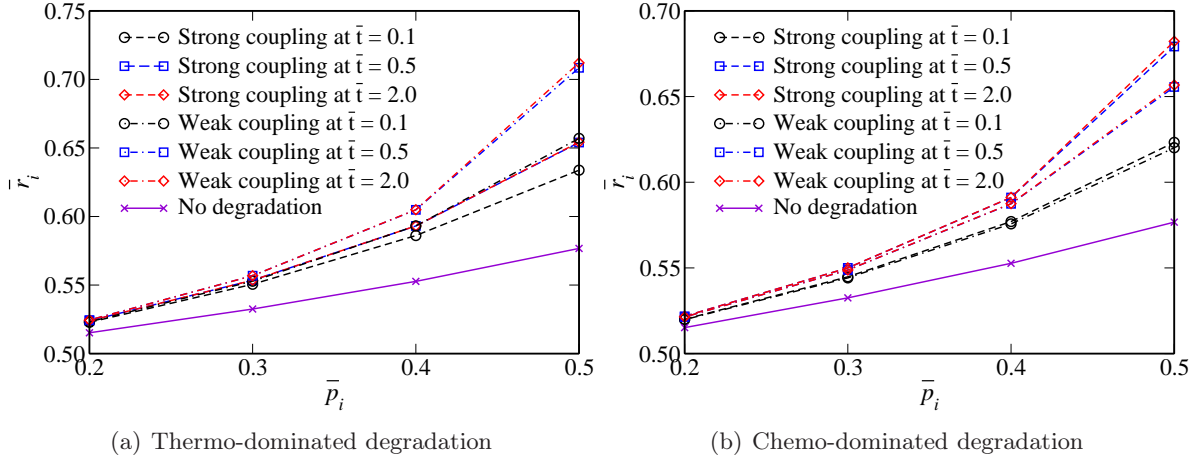 0.75
0.70
0.65
0.60
0.55
0.50
r̄ᵢ
Strong coupling at t̄ = 0.1
Strong coupling at t̄ = 0.5
Strong coupling at t̄ = 2.0
Weak coupling at t̄ = 0.1
Weak coupling at t̄ = 0.5
Weak coupling at t̄ = 2.0
No degradation
0.2 0.3 0.4 0.5
p̄ᵢ
(a) Thermo-dominated degradation
0.70
0.65
0.60
0.55
0.50
r̄ᵢ
Strong coupling at t̄ = 0.1
Strong coupling at t̄ = 0.5
Strong coupling at t̄ = 2.0
Weak coupling at t̄ = 0.1
Weak coupling at t̄ = 0.5
Weak coupling at t̄ = 2.0
No degradation
0.2 0.3 0.4 0.5
p̄ᵢ
(b) Chemo-dominated degradation